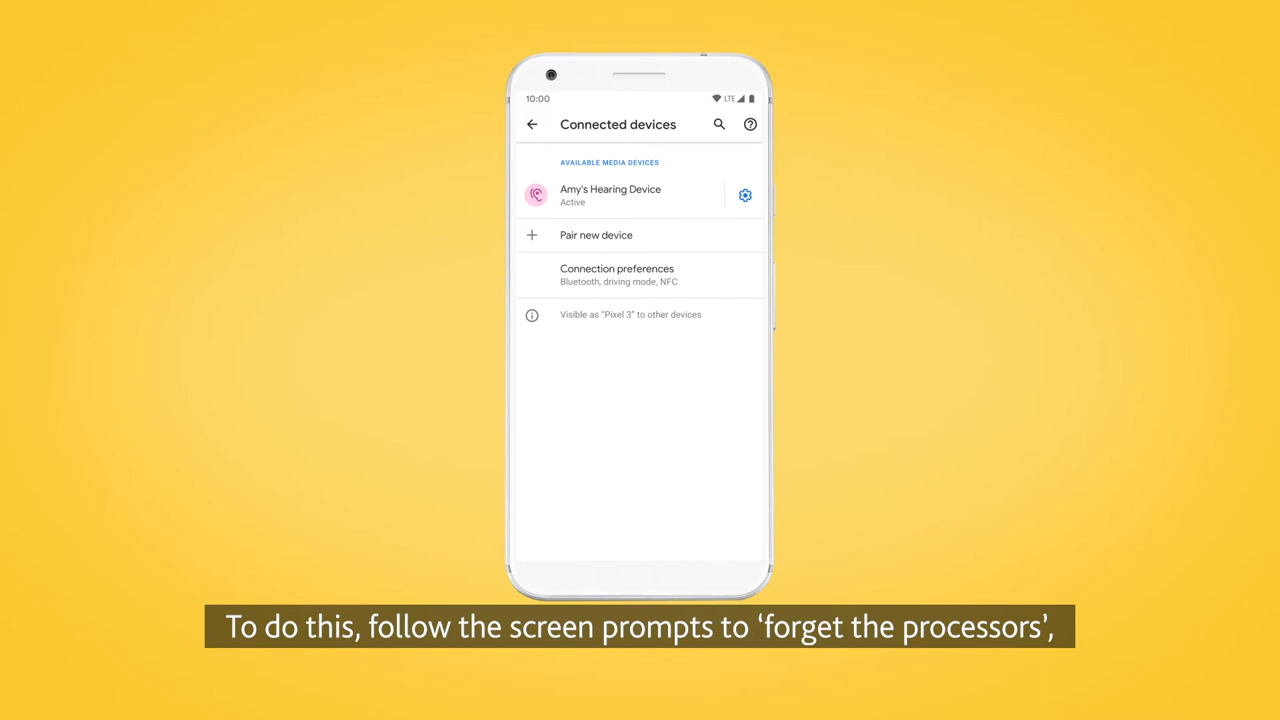 10:00
LTE
Connected devices
AVAILABLE MEDIA DEVICES
Amy's Hearing Device
Active
Pair new device
Connection preferences
Bluetooth, driving mode, NFC
Visible as "Pixel 3" to other devices
To do this, follow the screen prompts to ‘forget the processors’,